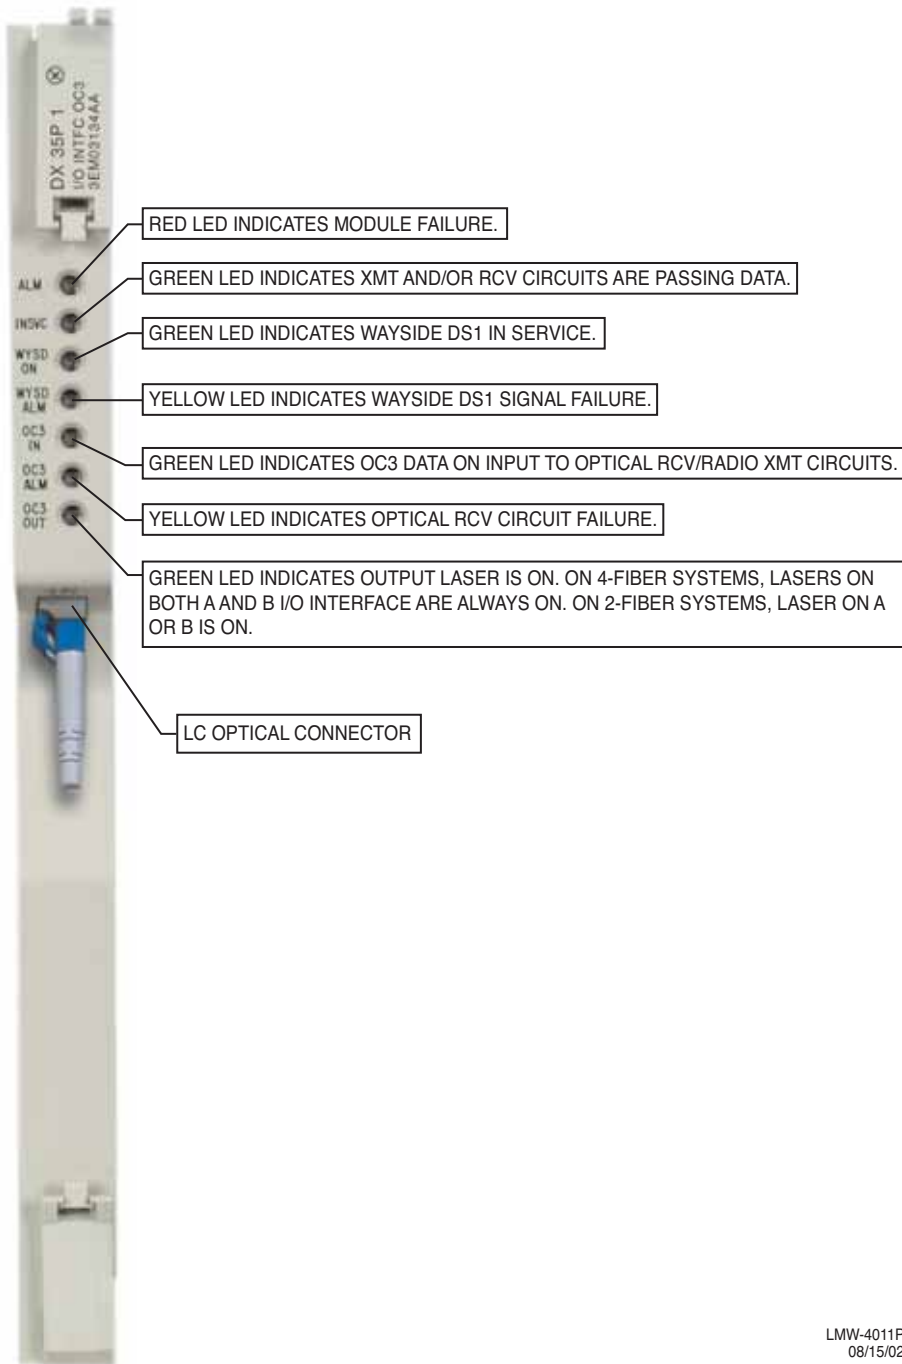 DX 35P 1
I/O INTFC OC3
3EM03134AA
RED LED INDICATES MODULE FAILURE.
ALM
GREEN LED INDICATES XMT AND/OR RCV CIRCUITS ARE PASSING DATA.
INSVC
GREEN LED INDICATES WAYSIDE DS1 IN SERVICE.
WYSD
ON
WYSD
ALM
YELLOW LED INDICATES WAYSIDE DS1 SIGNAL FAILURE.
OC3
IN
GREEN LED INDICATES OC3 DATA ON INPUT TO OPTICAL RCV/RADIO XMT CIRCUITS.
OC3
ALM
YELLOW LED INDICATES OPTICAL RCV CIRCUIT FAILURE.
OC3
OUT
GREEN LED INDICATES OUTPUT LASER IS ON. ON 4-FIBER SYSTEMS, LASERS ON
BOTH A AND B I/O INTERFACE ARE ALWAYS ON. ON 2-FIBER SYSTEMS, LASER ON A
OR B IS ON.
LC OPTICAL CONNECTOR
LMW-4011P
08/15/02